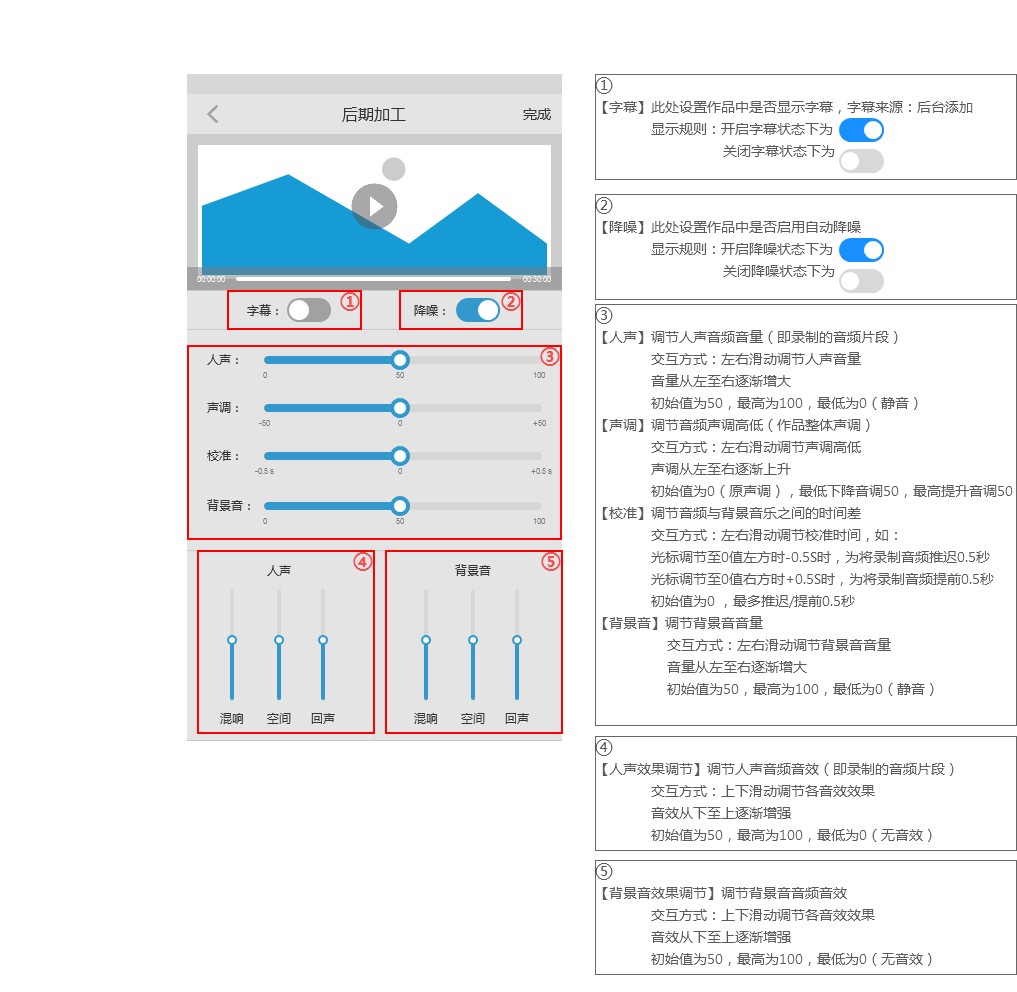 后期加工
完成
00:00:00
00:30:00
字幕：
①
降噪：
②
③
人声：
0
50
100
声调：
-50
0
+50
校准：
-0.5 s
0
+0.5 s
背景音：
0
50
100
④
人声
混响
空间
回声
⑤
背景音
混响
空间
回声
①
【字幕】此处设置作品中是否显示字幕，字幕来源：后台添加
显示规则：开启字幕状态下为
关闭字幕状态下为
②
【降噪】此处设置作品中是否启用自动降噪
显示规则：开启降噪状态下为
关闭降噪状态下为
③
【人声】调节人声音频音量（即录制的音频片段）
交互方式：左右滑动调节人声音量
音量从左至右逐渐增大
初始值为50，最高为100，最低为0（静音）
【声调】调节音频声调高低（作品整体声调）
交互方式：左右滑动调节声调高低
声调从左至右逐渐上升
初始值为0（原声调），最低下降音调50，最高提升音调50
【校准】调节音频与背景音乐之间的时间差
交互方式：左右滑动调节校准时间，如：
光标调节至0值左方时-0.5S时，为将录制音频推迟0.5秒
光标调节至0值右方时+0.5S时，为将录制音频提前0.5秒
初始值为0 ，最多推迟/提前0.5秒
【背景音】调节背景音音量
交互方式：左右滑动调节背景音音量
音量从左至右逐渐增大
初始值为50，最高为100，最低为0（静音）
④
【人声效果调节】调节人声音频音效（即录制的音频片段）
交互方式：上下滑动调节各音效效果
音效从下至上逐渐增强
初始值为50，最高为100，最低为0（无音效）
⑤
【背景音效果调节】调节背景音音频音效
交互方式：上下滑动调节各音效效果
音效从下至上逐渐增强
初始值为50，最高为100，最低为0（无音效）